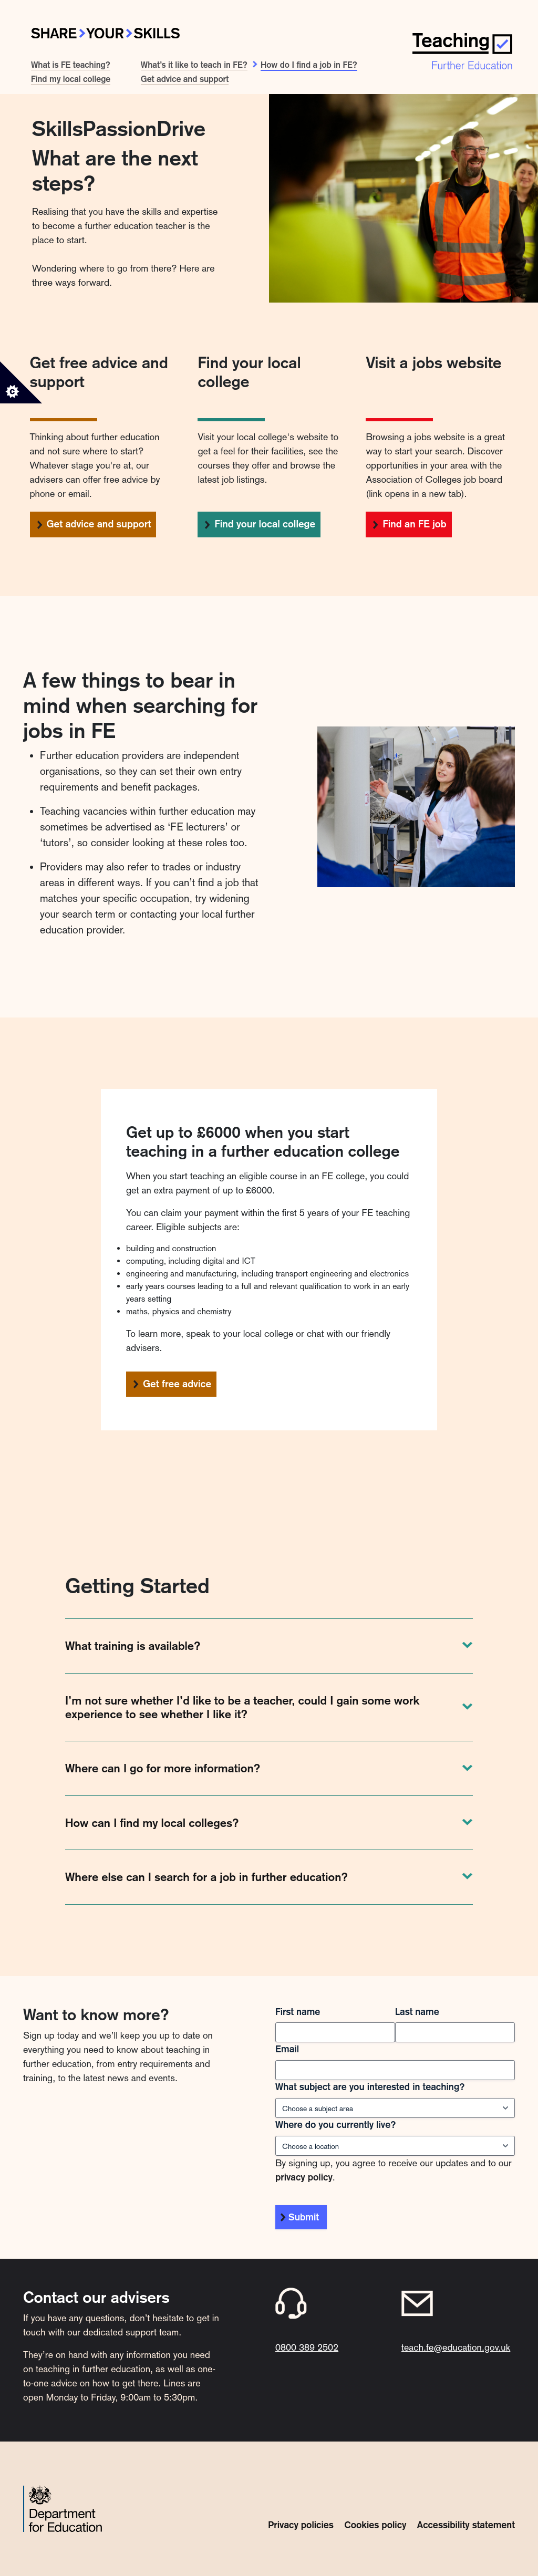 SHARE YOUR SKILLS
Teaching
Further Education
What is FE teaching?
What's it like to teach in FE?
How do I find a job in FE?
Find my local college
Get advice and support
SkillsPassionDrive
What are the next
steps?
Realising that you have the skills and expertise
to become a further education teacher is the
place to start.
Wondering where to go from there? Here are
three ways forward.
Get free advice and
support
Thinking about further education
and not sure where to start?
Whatever stage you're at, our
advisers can offer free advice by
phone or email.
Get advice and support
Find your local
college
Visit your local college's website to
get a feel for their facilities, see the
courses they offer and browse the
latest job listings.
Find your local college
Visit a jobs website
Browsing a jobs website is a great
way to start your search. Discover
opportunities in your area with the
Association of Colleges job board
(link opens in a new tab).
Find an FE job
A few things to bear in
mind when searching for
jobs in FE
• Further education providers are independent
organisations, so they can set their own entry
requirements and benefit packages.
• Teaching vacancies within further education may
sometimes be advertised as ‘FE lecturers’ or
‘tutors’, so consider looking at these roles too.
• Providers may also refer to trades or industry
areas in different ways. If you can’t find a job that
matches your specific occupation, try widening
your search term or contacting your local further
education provider.
Get up to £6000 when you start
teaching in a further education college
When you start teaching an eligible course in an FE college, you could
get an extra payment of up to £6000.
You can claim your payment within the first 5 years of your FE teaching
career. Eligible subjects are:
• building and construction
• computing, including digital and ICT
• engineering and manufacturing, including transport engineering and electronics
• early years courses leading to a full and relevant qualification to work in an early
years setting
• maths, physics and chemistry
To learn more, speak to your local college or chat with our friendly
advisers.
Get free advice
Getting Started
What training is available?
I’m not sure whether I’d like to be a teacher, could I gain some work
experience to see whether I like it?
Where can I go for more information?
How can I find my local colleges?
Where else can I search for a job in further education?
Want to know more?
Sign up today and we’ll keep you up to date on
everything you need to know about teaching in
further education, from entry requirements and
training, to the latest news and events.
First name
Last name
Email
What subject are you interested in teaching?
Choose a subject area
Where do you currently live?
Choose a location
By signing up, you agree to receive our updates and to our
privacy policy.
Submit
Contact our advisers
If you have any questions, don’t hesitate to get in
touch with our dedicated support team.
They’re on hand with any information you need
on teaching in further education, as well as one-
to-one advice on how to get there. Lines are
open Monday to Friday, 9:00am to 5:30pm.
0800 389 2502
teach.fe@education.gov.uk
Department
for Education
Privacy policies
Cookies policy
Accessibility statement